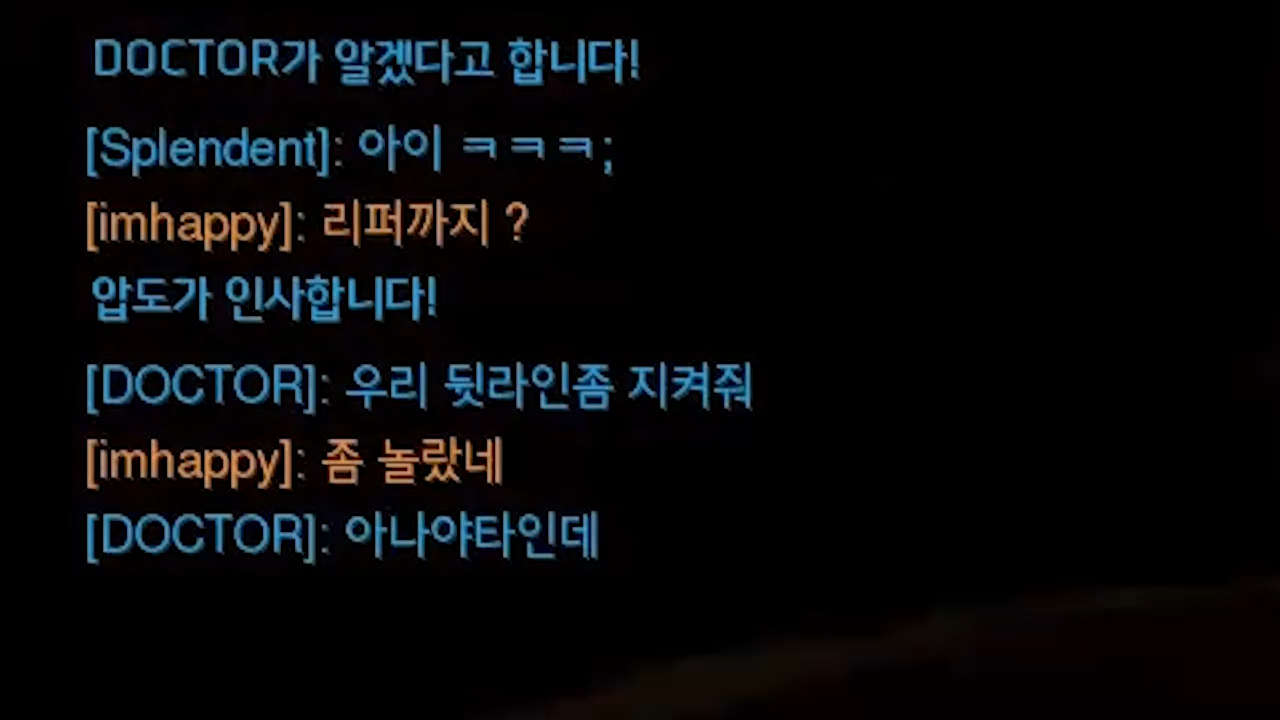 DOCTOR가 알겠다고 합니다!
[Splendent]: 아이 ㅋㅋㅋ;
[imhappy]: 리퍼까지 ?
압도가 인사합니다!
[DOCTOR]: 우리 뒷라인좀 지켜줘
[imhappy]: 좀 놀랐네
[DOCTOR]: 아나야타인데